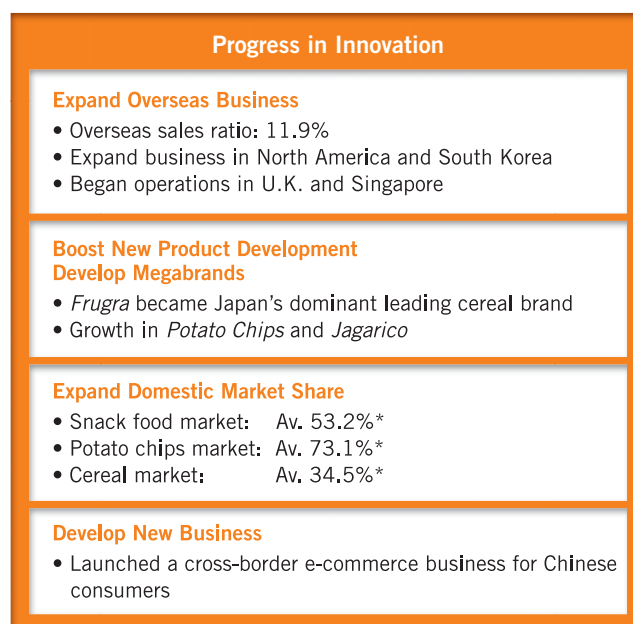 Progress in Innovation
Expand Overseas Business
• Overseas sales ratio: 11.9%
• Expand business in North America and South Korea
• Began operations in U.K. and Singapore
Boost New Product Development
Develop Megabrands
• Frugra became Japan’s dominant leading cereal brand
• Growth in Potato Chips and Jagarico
Expand Domestic Market Share
• Snack food market: Av. 53.2%*
• Potato chips market: Av. 73.1%*
• Cereal market: Av. 34.5%*
Develop New Business
• Launched a cross-border e-commerce business for Chinese
consumers